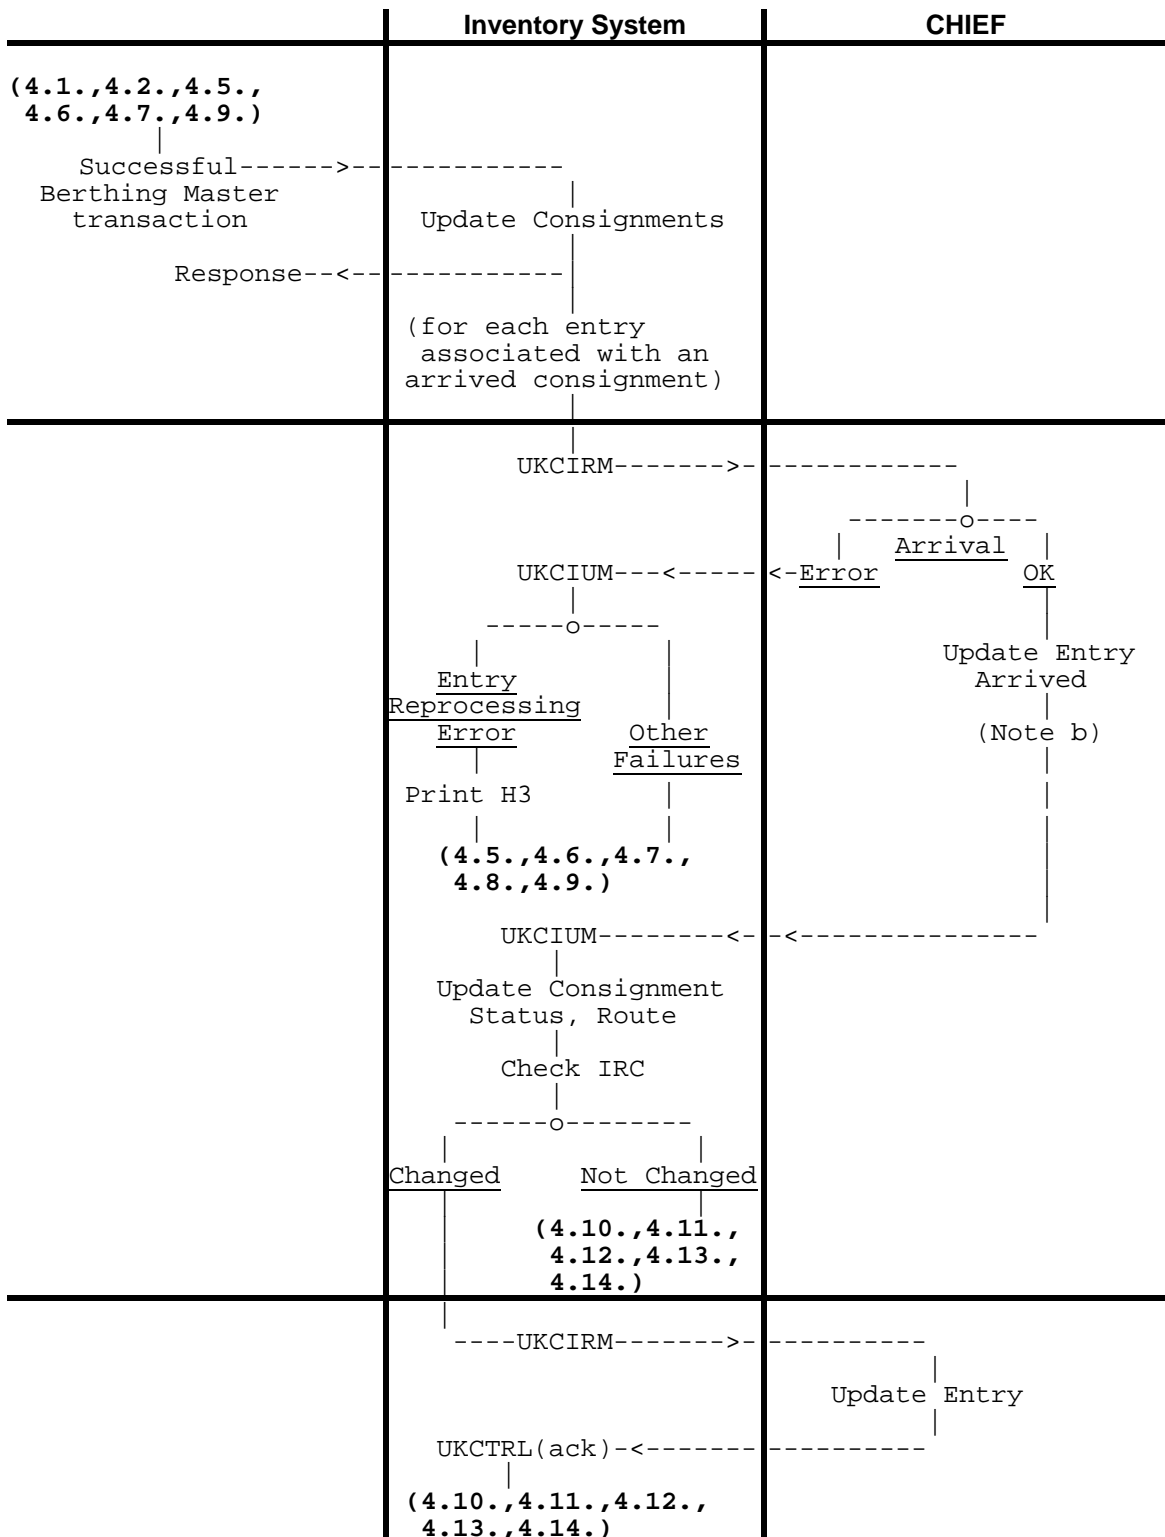 Inventory System CHIEF
(4.1.,4.2.,4.5.,
4.6.,4.7.,4.9.)
Successful------>-------------
Berthing Master
transaction
Update Consignments
Response--<-------------
(for each entry
associated with an
arrived consignment)
UKCIRM------->--------------
-------o----
Arrival
UKCIUM---<-----<-Error OK
-----o-----
Update Entry
Entry
Arrived
Reprocessing
Error Other (Note b)
Failures
Print H3
(4.5.,4.6.,4.7.,
4.8.,4.9.)
UKCIUM--------<--<---------------
Update Consignment
Status, Route
Check IRC
------o--------
Changed Not Changed
(4.10.,4.11.,
4.12.,4.13.,
4.14.)
----UKCIRM------->------------
Update Entry
UKCTRL(ack)-<------------------
(4.10.,4.11.,4.12.,
4.13.,4.14.)